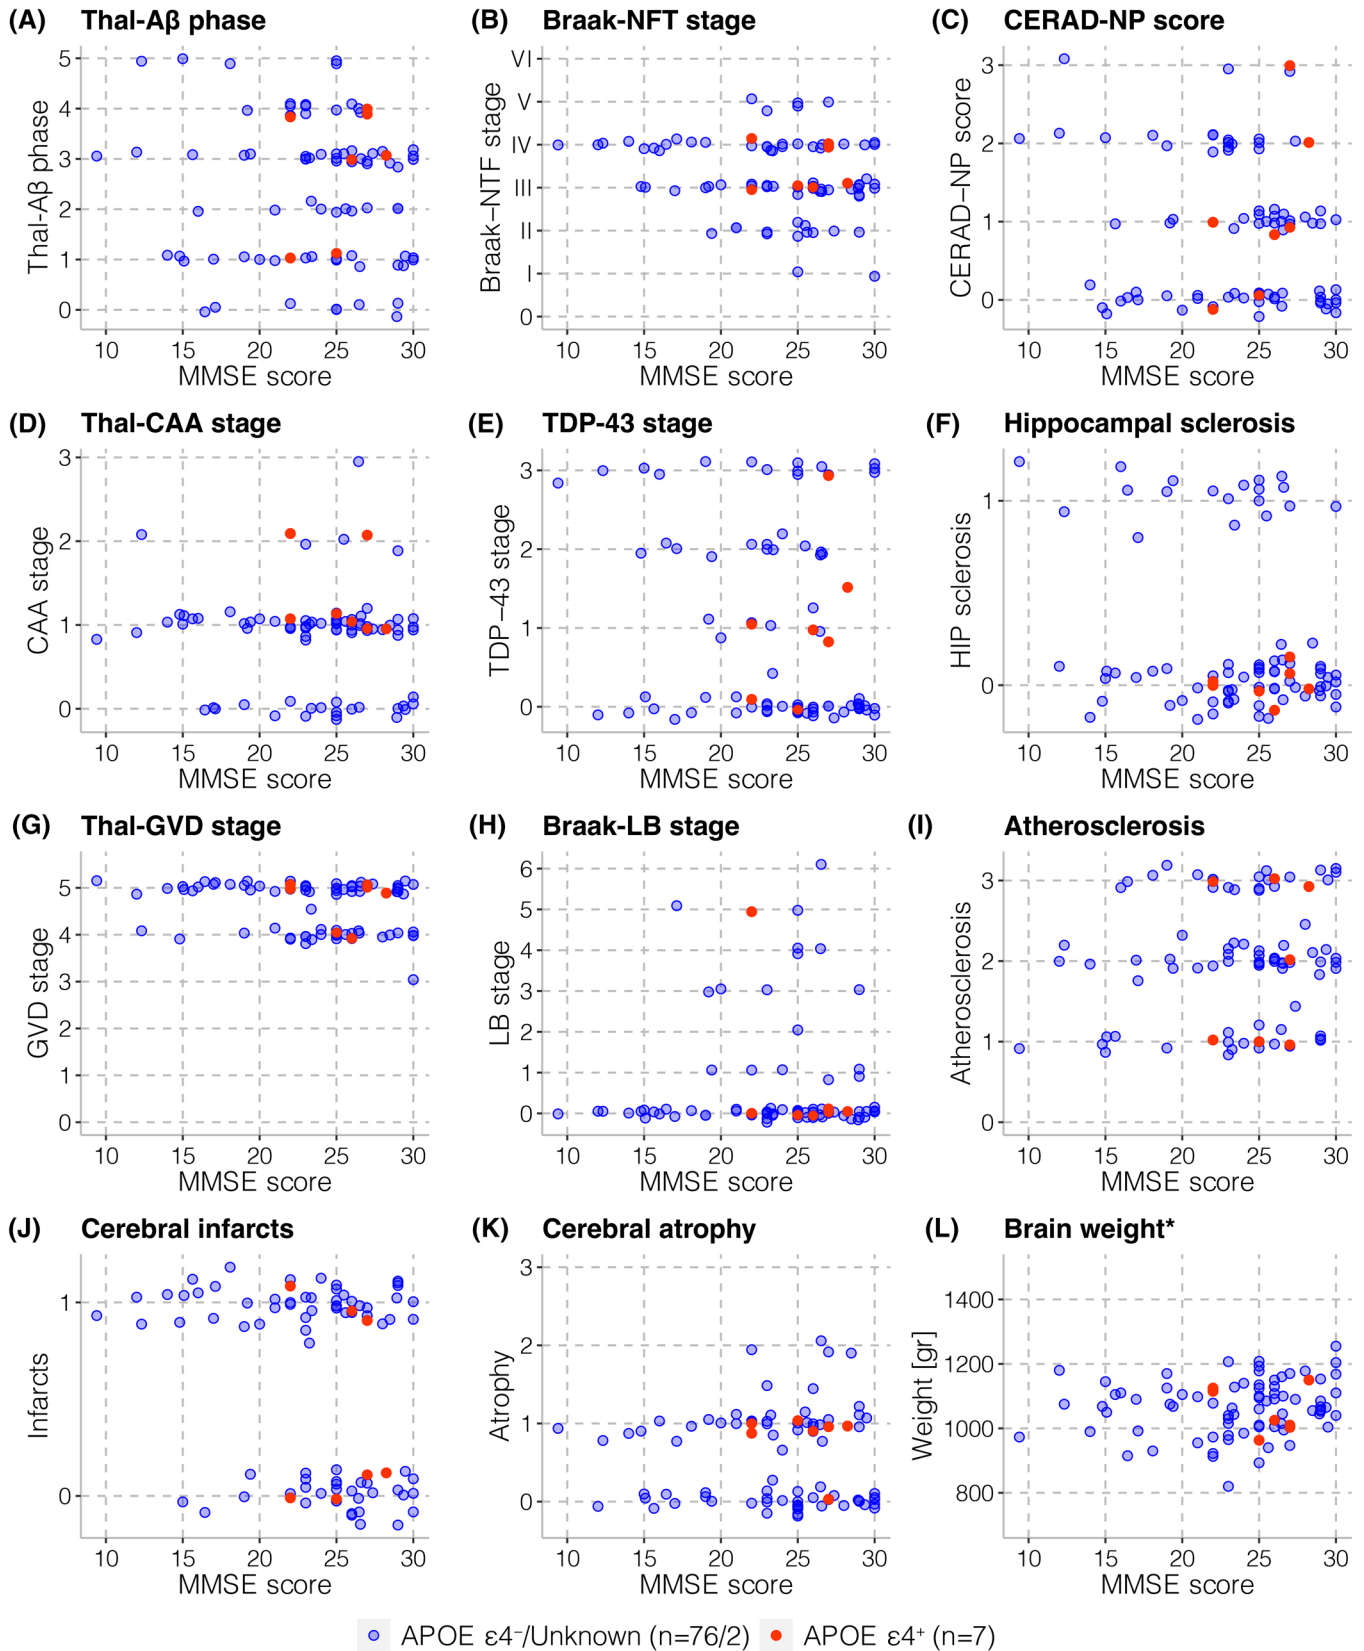 (A) Thal-Aβ phase
Thal-Aβ phase
5
4
3
2
1
0
10 15 20 25 30
MMSE score
(B) Braak-NFT stage
Braak–NTF stage
VI
V
IV
III
II
I
0
10 15 20 25 30
MMSE score
(C) CERAD-NP score
CERAD–NP score
3
2
1
0
10 15 20 25 30
MMSE score
(D) Thal-CAA stage
CAA stage
3
2
1
0
10 15 20 25 30
MMSE score
(E) TDP-43 stage
TDP–43 stage
3
2
1
0
10 15 20 25 30
MMSE score
(F) Hippocampal sclerosis
HIP sclerosis
1
0
10 15 20 25 30
MMSE score
(G) Thal-GVD stage
GVD stage
5
4
3
2
1
0
10 15 20 25 30
MMSE score
(H) Braak-LB stage
LB stage
6
5
4
3
2
1
0
10 15 20 25 30
MMSE score
(I) Atherosclerosis
Atherosclerosis
3
2
1
0
10 15 20 25 30
MMSE score
(J) Cerebral infarcts
Infarcts
1
0
10 15 20 25 30
MMSE score
(K) Cerebral atrophy
Atrophy
3
2
1
0
10 15 20 25 30
MMSE score
(L) Brain weight*
Weight [gr]
1400
1200
1000
800
10 15 20 25 30
MMSE score
APOE ε4⁻/Unknown (n=76/2) APOE ε4⁺ (n=7)